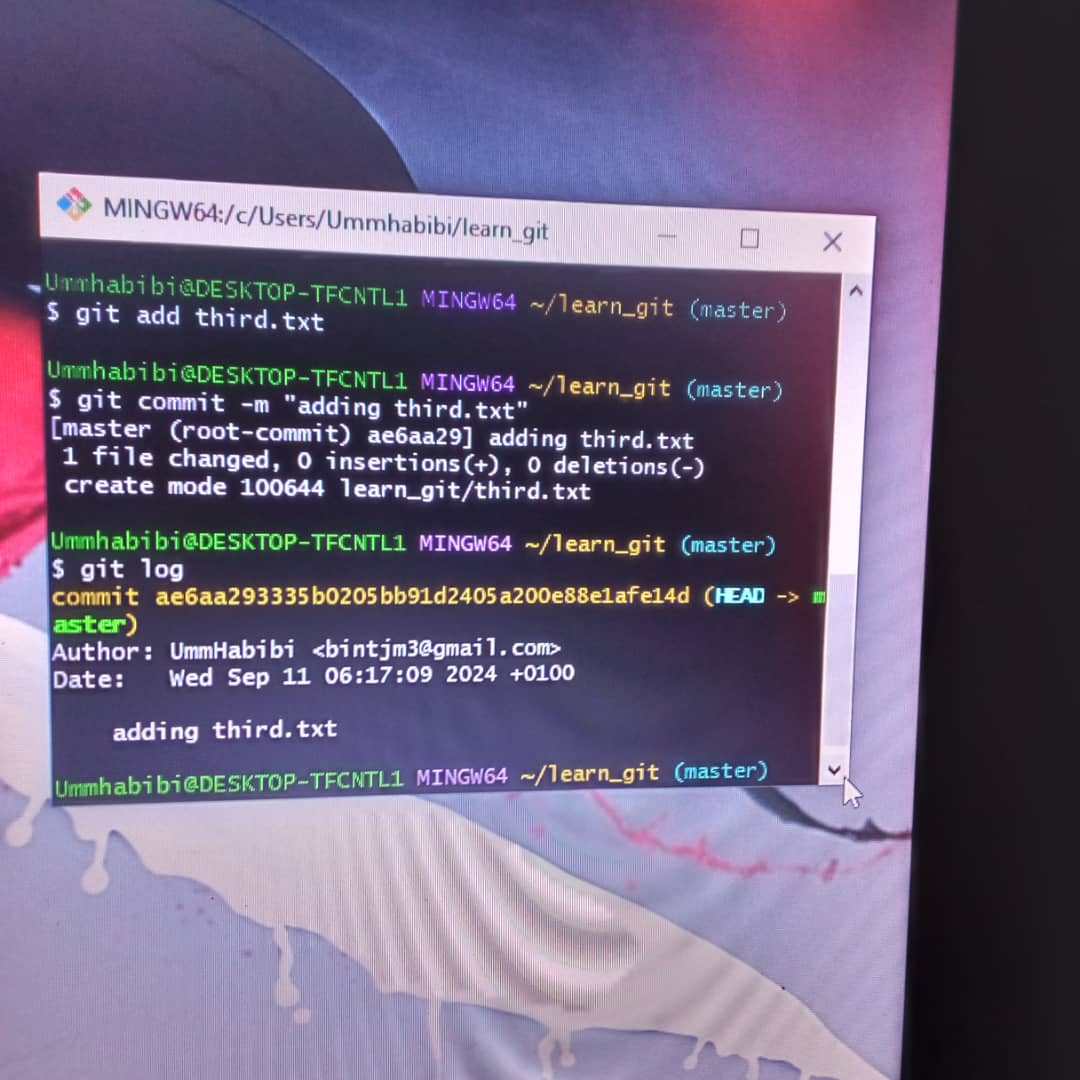 MINGW64:/c/Users/Ummhabibi/learn_git
Ummhabibi@DESKTOP-TFCNTL1 MINGW64 ~/learn_git (master)
$ git add third.txt
Ummhabibi@DESKTOP-TFCNTL1 MINGW64 ~/learn_git (master)
$ git commit -m "adding third.txt"
[master (root-commit) ae6aa29] adding third.txt
1 file changed, 0 insertions(+), 0 deletions(-)
create mode 100644 learn_git/third.txt
Ummhabibi@DESKTOP-TFCNTL1 MINGW64 ~/learn_git (master)
$ git log
commit ae6aa293335b0205bb91d2405a200e88e1afe14d (HEAD -> m
aster)
Author: UmmHabibi <bintjm3@gmail.com>
Date:   Wed Sep 11 06:17:09 2024 +0100
adding third.txt
Ummhabibi@DESKTOP-TFCNTL1 MINGW64 ~/learn_git (master)